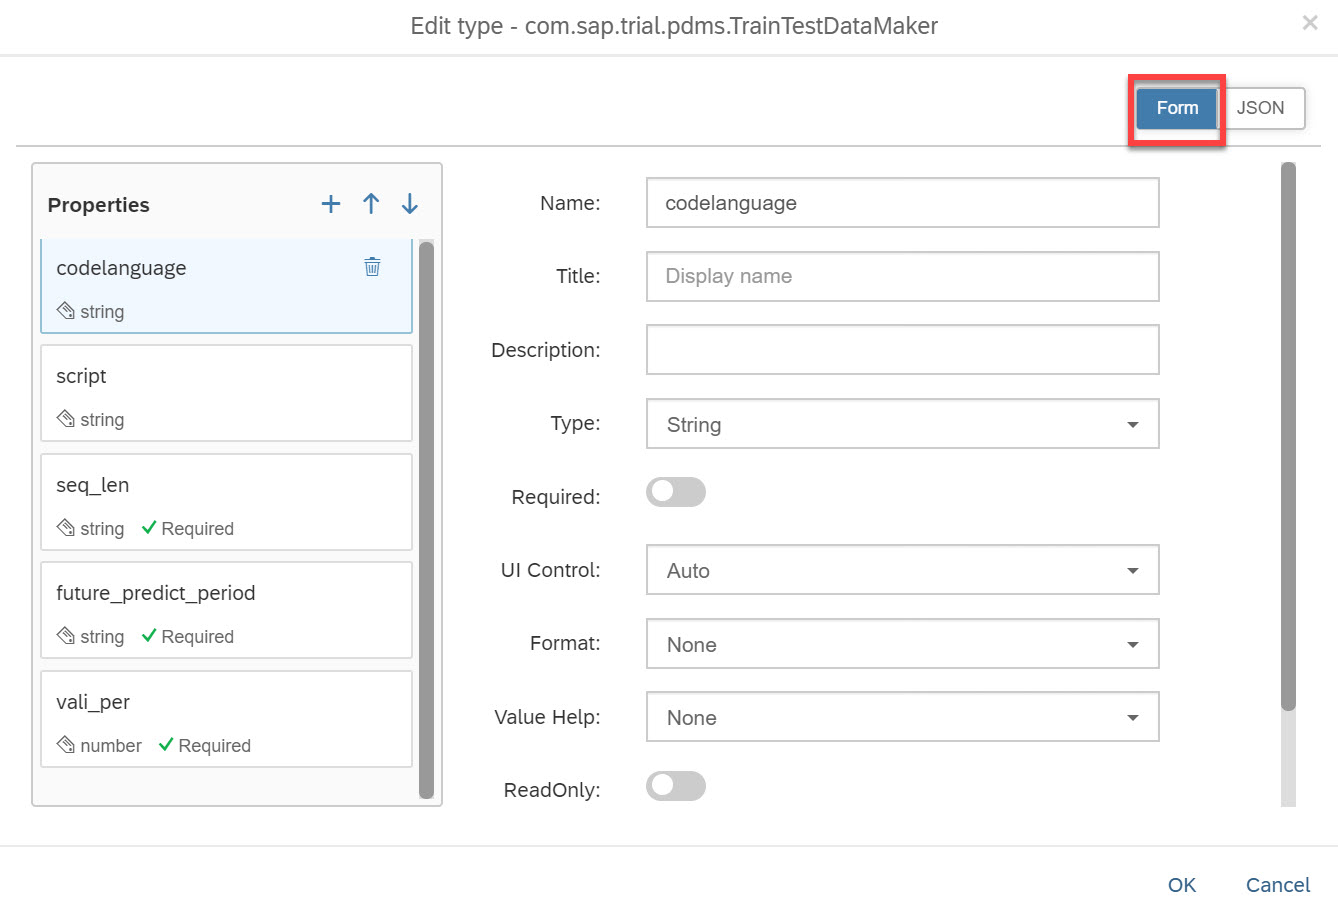 Edit type - com.sap.trial.pdms.TrainTestDataMaker
Form
JSON
Properties
codelanguage
string
script
string
seq_len
string Required
future_predict_period
string Required
vali_per
number Required
Name: codelanguage
Title: Display name
Description:
Type: String
Required:
UI Control: Auto
Format: None
Value Help: None
ReadOnly:
OK
Cancel